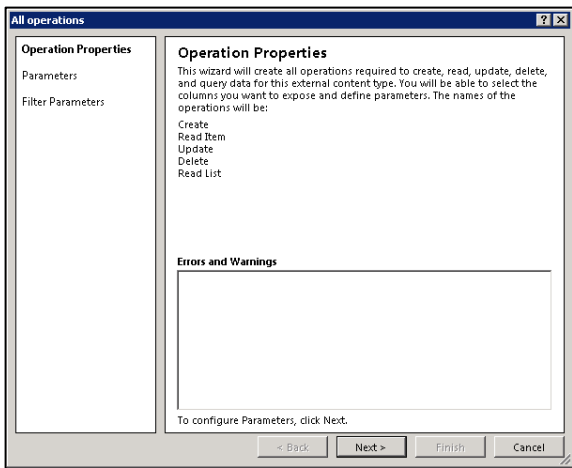 All operations
Operation Properties
Parameters
Filter Parameters
Operation Properties
This wizard will create all operations required to create, read, update, delete,
and query data for this external content type. You will be able to select the
columns you want to expose and define parameters. The names of the
operations will be:
Create
Read Item
Update
Delete
Read List
Errors and Warnings
To configure Parameters, click Next.
< Back
Next >
Finish
Cancel